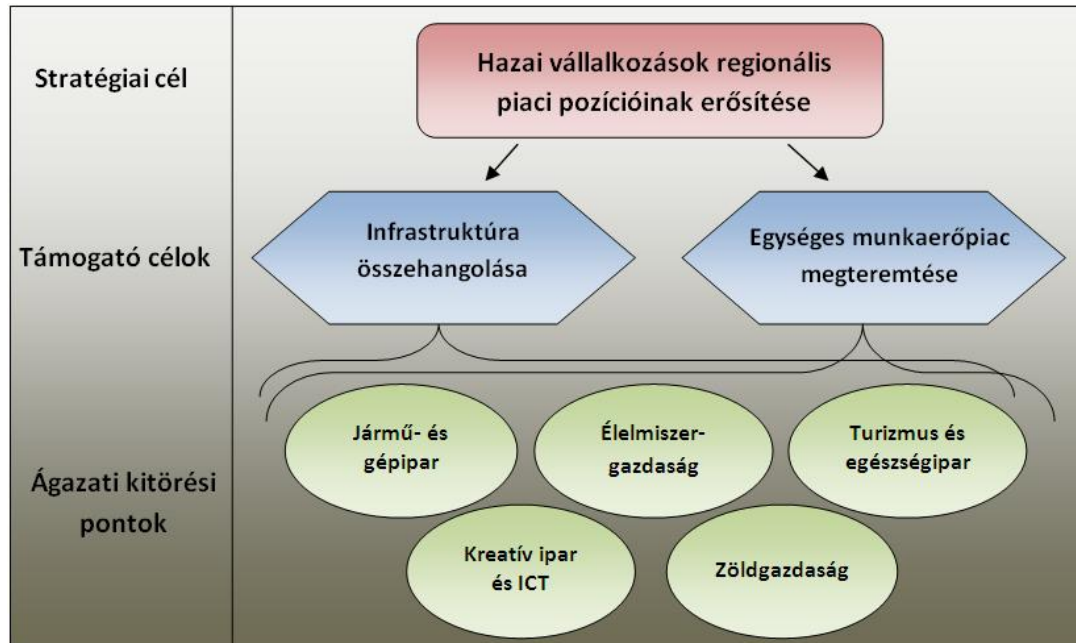 Stratégiai cél
Hazai vállalkozások regionális
piaci pozícióinak erősítése
Támogató célok
Infrastruktúra
összehangolása
Egységes munkaerőpiac
megteremtése
Ágazati kitörési
pontok
Jármű- és
gépipar
Élelmiszer-
gazdaság
Turizmus és
egészségipar
Kreatív ipar
és ICT
Zöldgazdaság